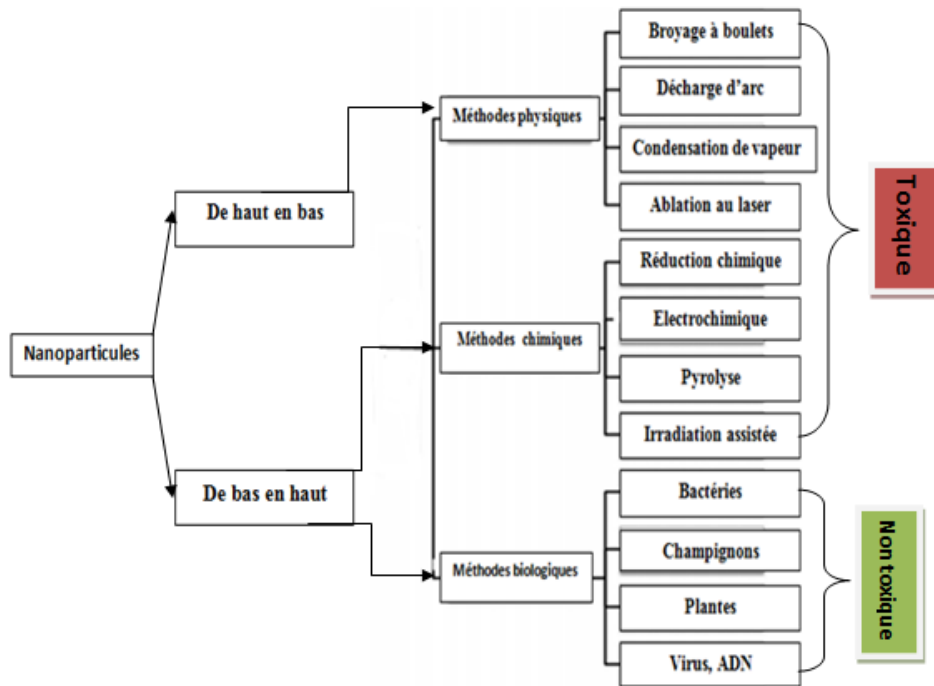 Nanoparticules
De haut en bas
De bas en haut
Méthodes physiques
Méthodes chimiques
Méthodes biologiques
Broyage à boulets
Décharge d'arc
Condensation de vapeur
Ablation au laser
Réduction chimique
Electrochimique
Pyrolyse
Irradiation assistée
Bactéries
Champignons
Plantes
Virus, ADN
Toxique
Non toxique